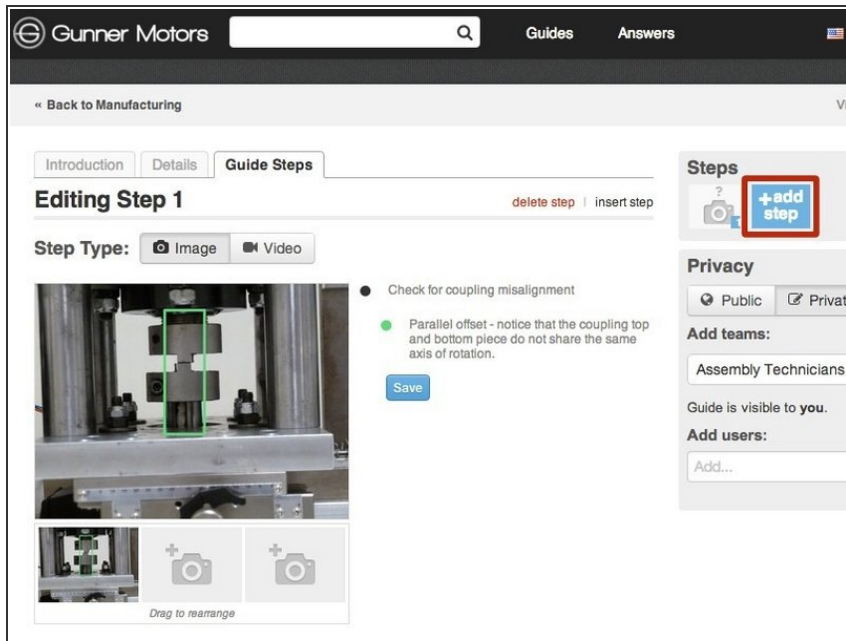 Gunner Motors
Guides
Answers
« Back to Manufacturing
Introduction
Details
Guide Steps
Editing Step 1
delete step | insert step
Step Type:
Image
Video
Check for coupling misalignment
Parallel offset - notice that the coupling top
and bottom piece do not share the same
axis of rotation.
Save
Drag to rearrange
Steps
?
1
+add
step
Privacy
Public
Privat
Add teams:
Assembly Technicians
Guide is visible to you.
Add users:
Add...